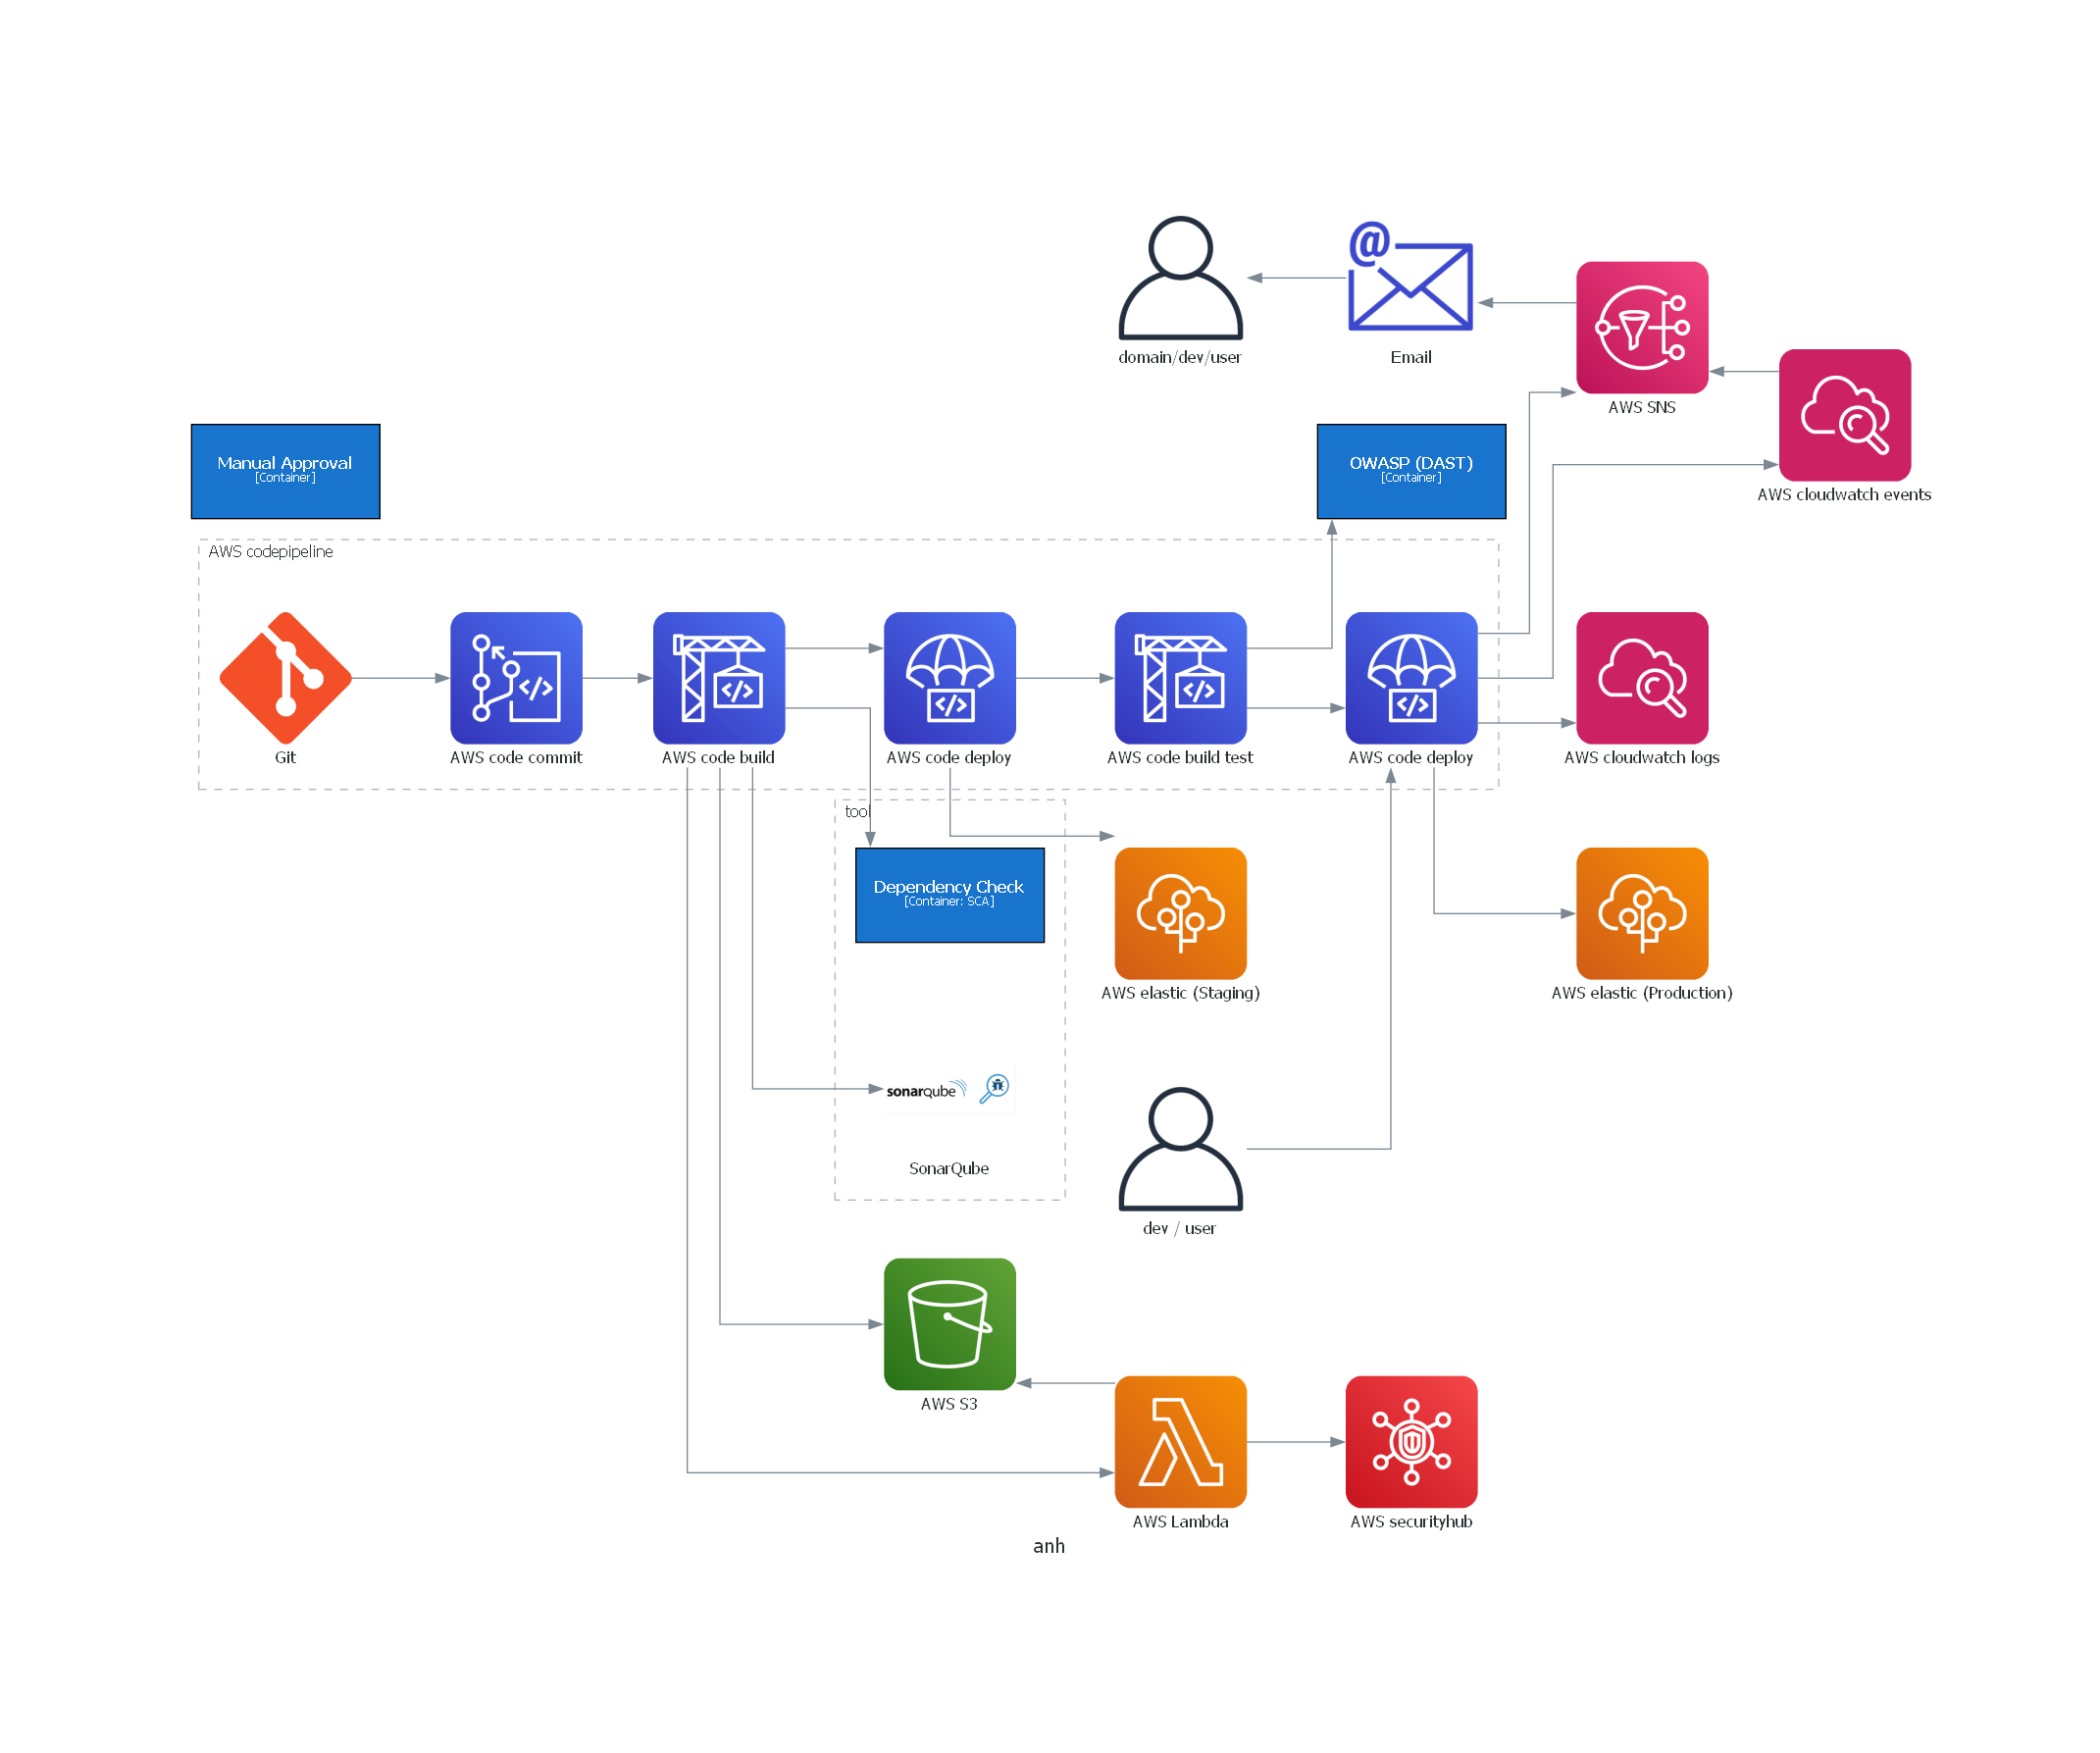 domain/dev/user
Email
AWS SNS
AWS cloudwatch events
Manual Approval
[Container]
OWASP (DAST)
[Container]
AWS codepipeline
Git
AWS code commit
AWS code build
AWS code deploy
AWS code build test
AWS code deploy
AWS cloudwatch logs
tool
Dependency Check
[Container: SCA]
AWS elastic (Staging)
AWS elastic (Production)
sonarqube
SonarQube
dev / user
AWS S3
AWS Lambda
AWS securityhub
anh